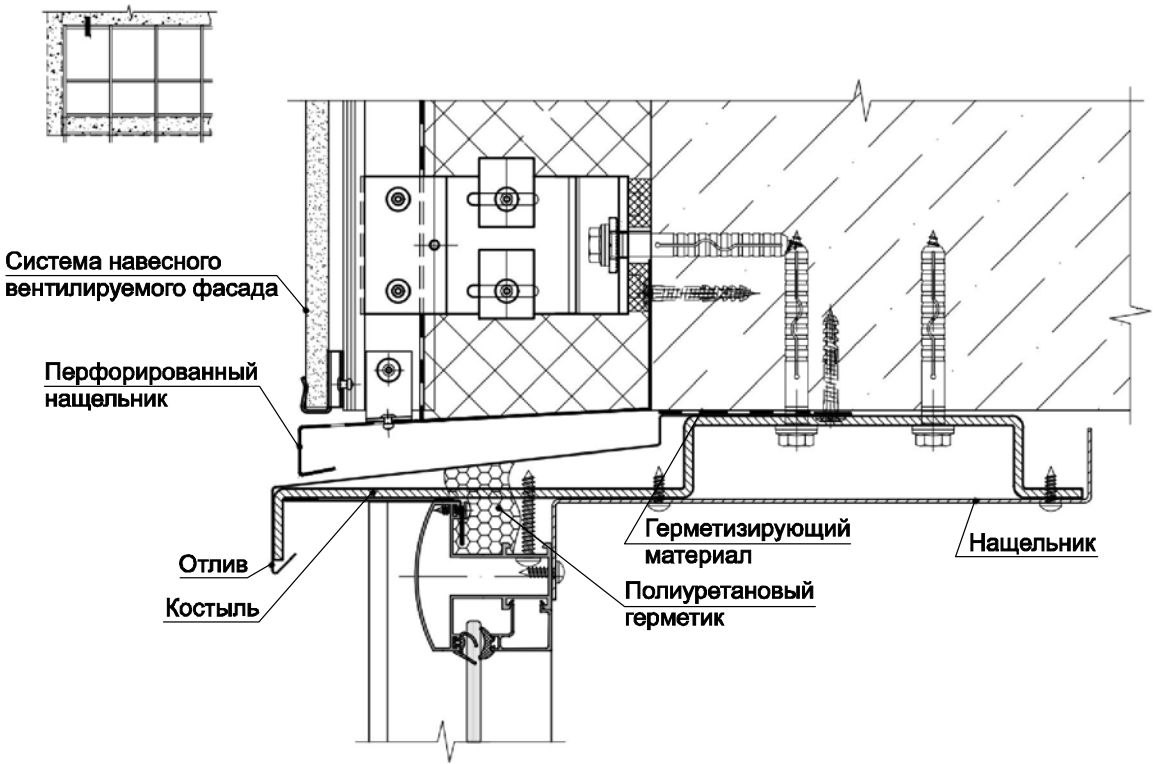 Система навесного
вентилируемого фасада
Перфорированный
нащельник
Отлив
Костыль
Герметизирующий
материал
Полиуретановый
герметик
Нащельник